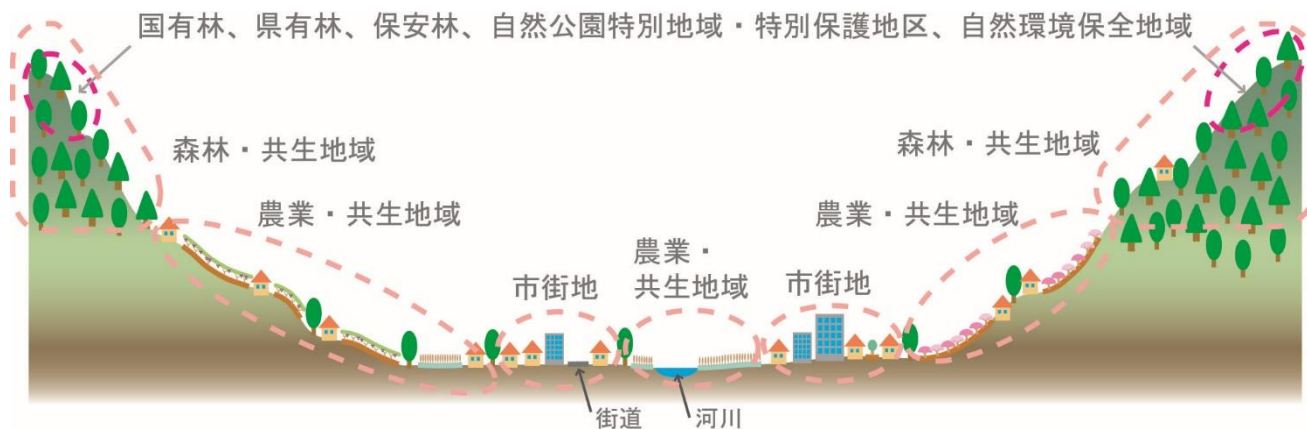 国有林、県有林、保安林、自然公園特別地域・特別保護地区、自然環境保全地域
森林・共生地域
森林・共生地域
農業・共生地域
農業・共生地域
農業・
共生地域
市街地
市街地
街道
河川